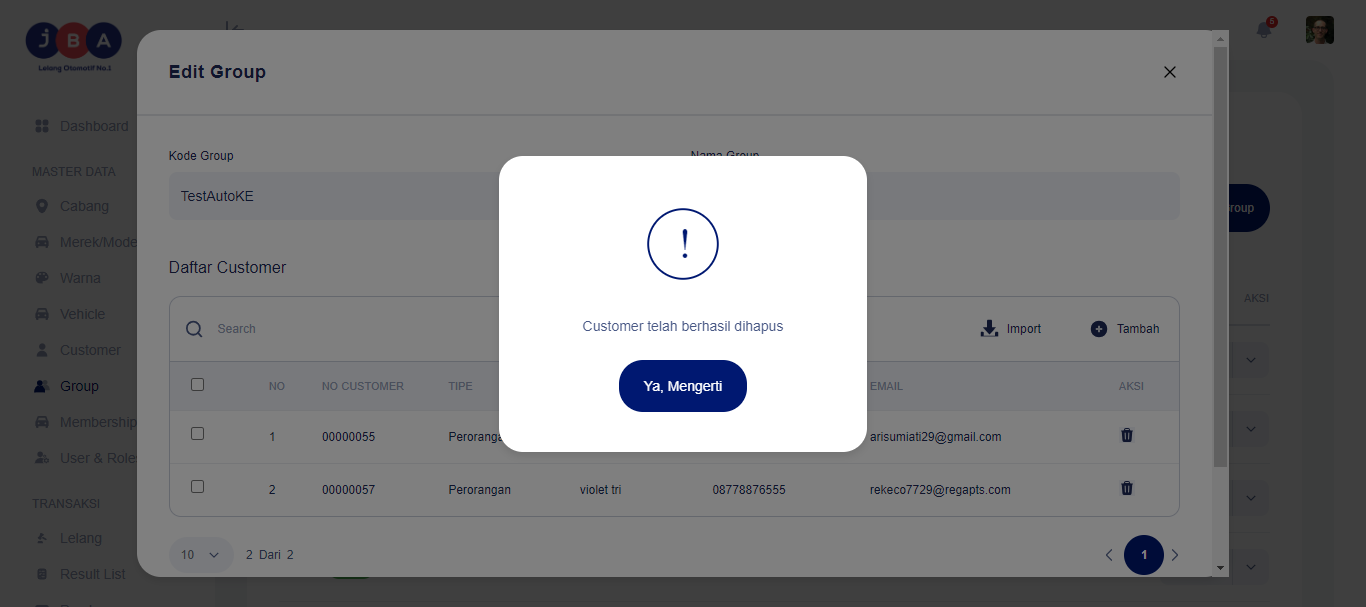 JBA
Lelang Otomotif No.1
6
Edit Group
Dashboard
MASTER DATA
Cabang
Merek/Mode
Warna
Vehicle
Customer
Group
Membership
User & Role
TRANSAKSI
Lelang
Result List
Kode Group
Nama Group
TestAutoKE
Daftar Customer
Search
Import
Tambah
NO NO CUSTOMER TIPE EMAIL AKSI
1 00000055 Peroranga arisumiati29@gmail.com
2 00000057 Perorangan violet tri 08778876555 rekeco7729@regapts.com
10 2 Dari 2
1
Customer telah berhasil dihapus
Ya, Mengerti
roup
AKSI